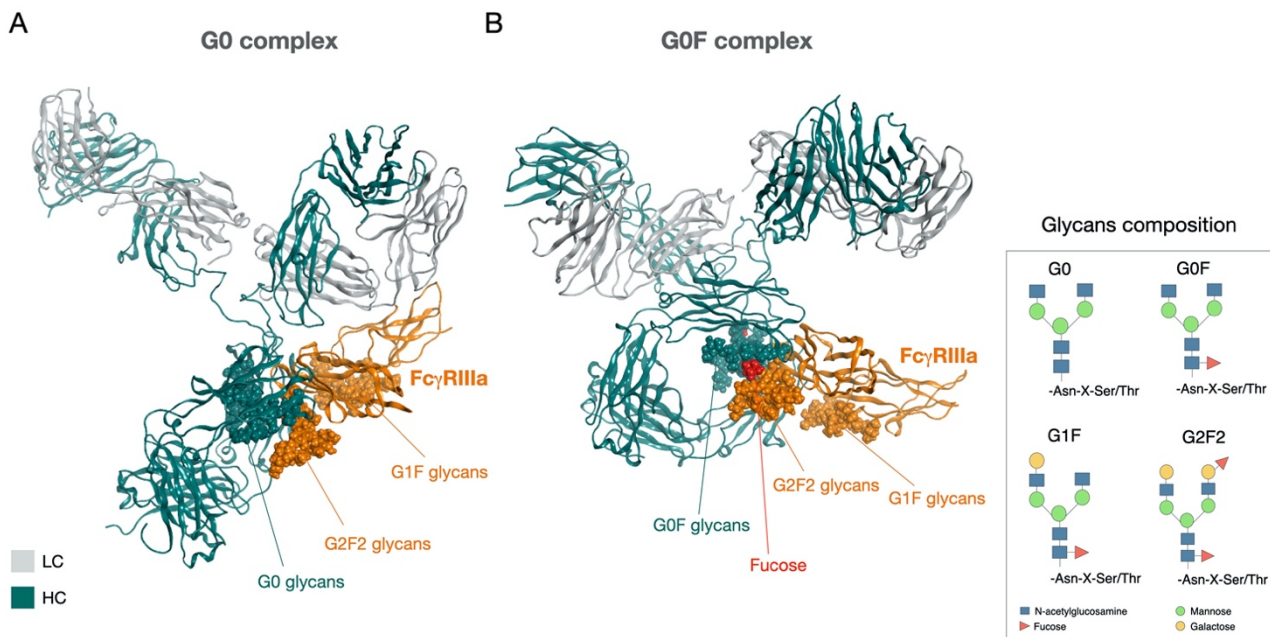 A
G0 complex
FcγRIIIa
G1F glycans
G2F2 glycans
G0 glycans
LC
HC
B
G0F complex
FcγRIIIa
G2F2 glycans
G1F glycans
G0F glycans
Fucose
Glycans composition
G0
G0F
-Asn-X-Ser/Thr
-Asn-X-Ser/Thr
G1F
G2F2
-Asn-X-Ser/Thr
-Asn-X-Ser/Thr
N-acetylglucosamine
Mannose
Fucose
Galactose